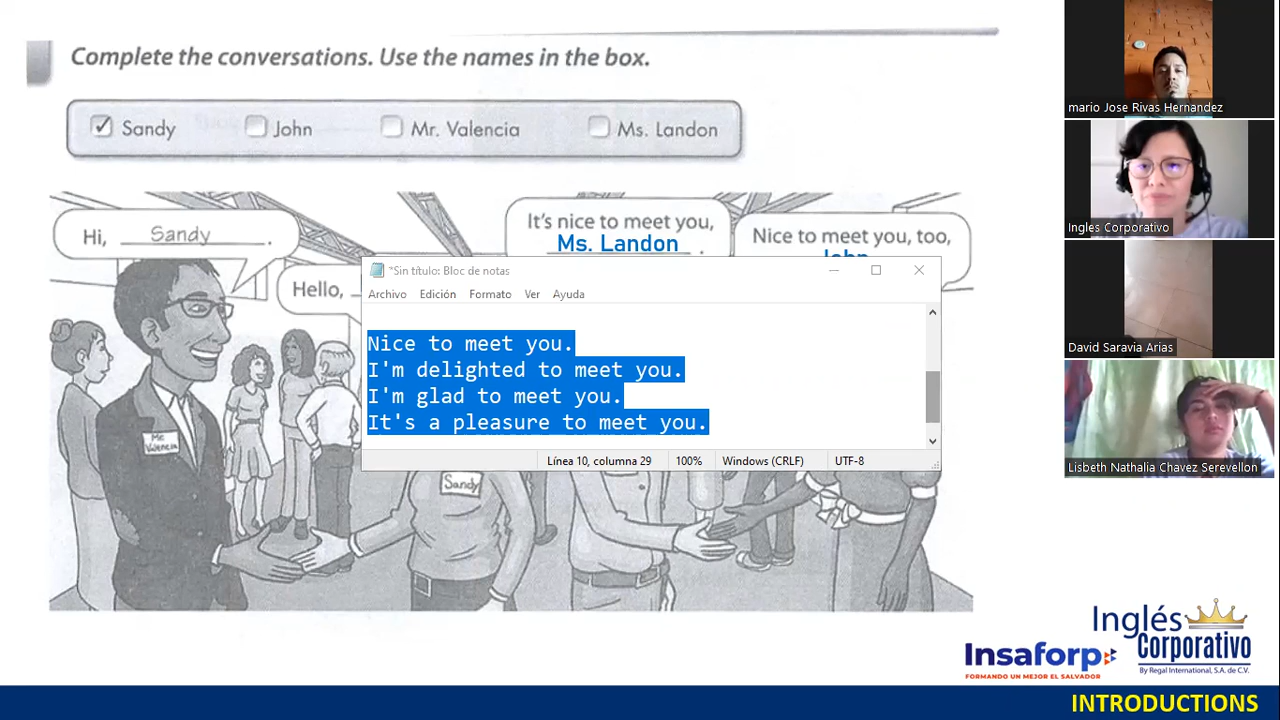 Complete the conversations. Use the names in the box.
Sandy
John
Mr. Valencia
Ms. Landon
Hi, Sandy.
Hello,
It's nice to meet you,
Ms. Landon.
Nice to meet you, too,
John
*Sin título: Bloc de notas
Archivo Edición Formato Ver Ayuda
Nice to meet you.
I'm delighted to meet you.
I'm glad to meet you.
It's a pleasure to meet you.
Línea 10, columna 29 100% Windows (CRLF) UTF-8
Mr.
Valencia
Sandy
mario Jose Rivas Hernandez
Ingles Corporativo
David Saravia Arias
Lisbeth Nathalia Chavez Serevellon
Insaforp
FORMANDO UN MEJOR EL SALVADOR
Inglés
Corporativo
By Regal International, S.A. de C.V.
INTRODUCTIONS